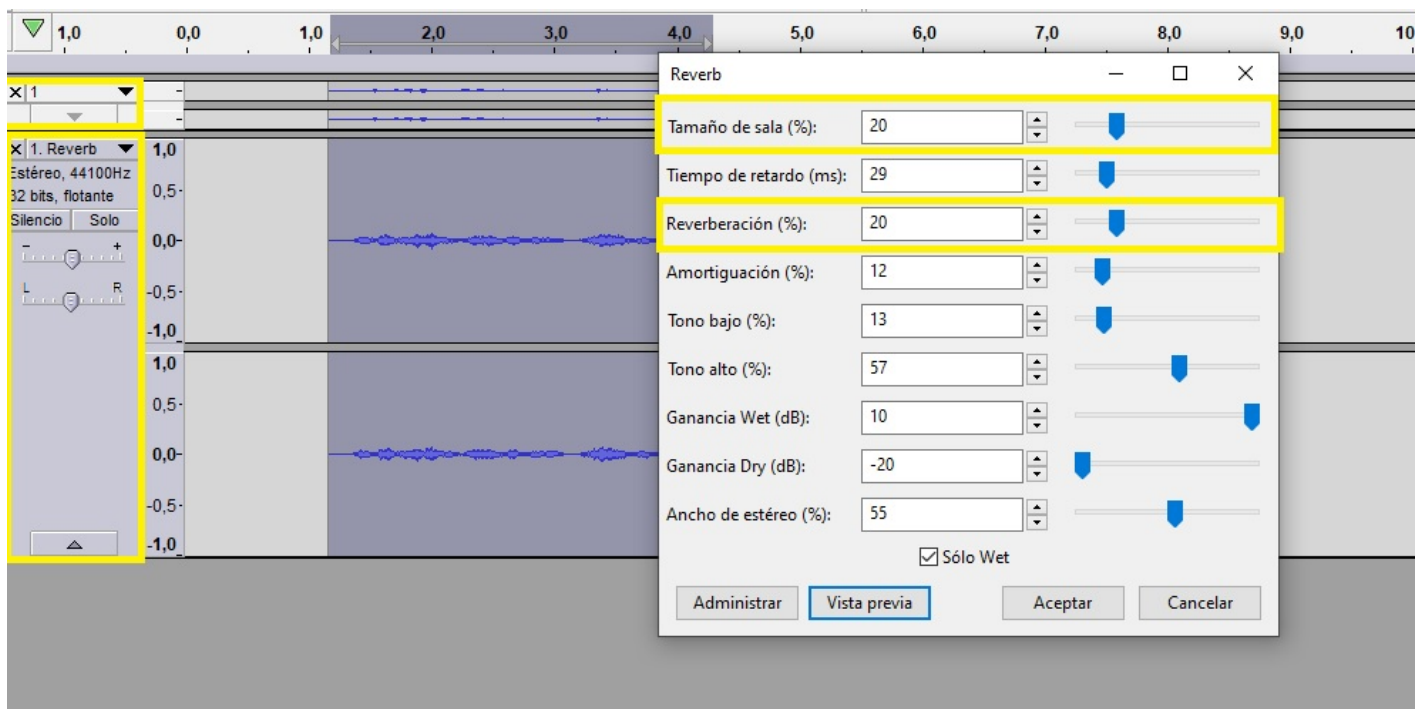 1,0 0,0 1,0 2,0 3,0 4,0 5,0 6,0 7,0 8,0 9,0 10
1
1. Reverb
Estéreo, 44100Hz
32 bits, flotante
Silencio Solo
- +
L R
1,0
0,5
0,0
-0,5
-1,0
1,0
0,5
0,0
-0,5
-1,0
Reverb
Tamaño de sala (%): 20
Tiempo de retardo (ms): 29
Reverberación (%): 20
Amortiguación (%): 12
Tono bajo (%): 13
Tono alto (%): 57
Ganancia Wet (dB): 10
Ganancia Dry (dB): -20
Ancho de estéreo (%): 55
Sólo Wet
Administrar Vista previa Aceptar Cancelar